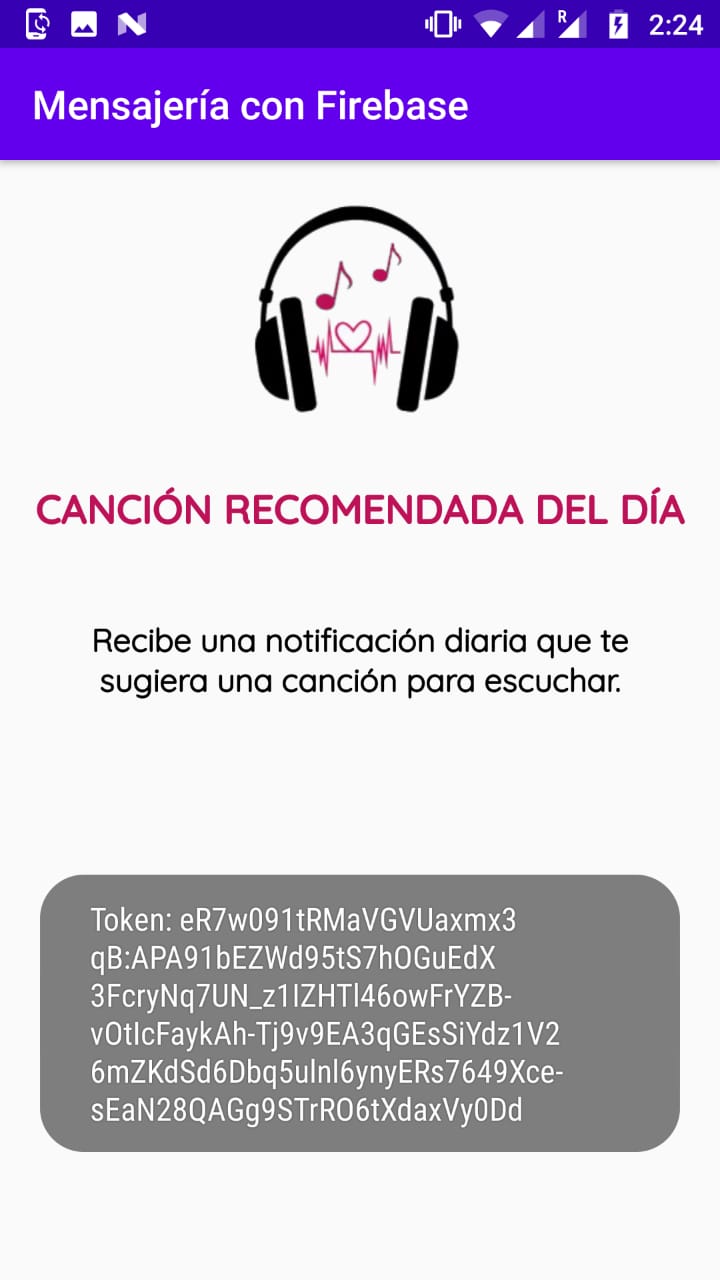 R 2:24
Mensajería con Firebase
CANCIÓN RECOMENDADA DEL DÍA
Recibe una notificación diaria que te
sugiera una canción para escuchar.
Token: eR7w091tRMaVGVUaxmx3
qB:APA91bEZWd95tS7hOGuEdX
3FcryNq7UN_z1IZHTl46owFrYZB-
vOtIcFaykAh-Tj9v9EA3qGEsSiYdz1V2
6mZKdSd6Dbq5ulnl6ynyERs7649Xce-
sEaN28QAGg9STrRO6tXdaxVy0Dd